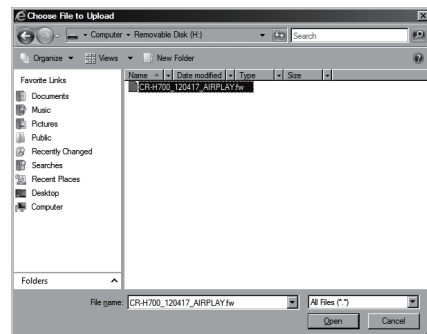 Choose File to Upload
Computer Removable Disk (H:) Search
Organize Views New Folder
Favorite Links
Documents
Music
Pictures
Public
Recently Changed
Searches
Recent Places
Desktop
Computer
Folders
Name Date modified Type Size
CR-H700_120417_AIRPLAY.fw
File name: CR-H700_120417_AIRPLAY.fw All Files (*.*)
Open Cancel